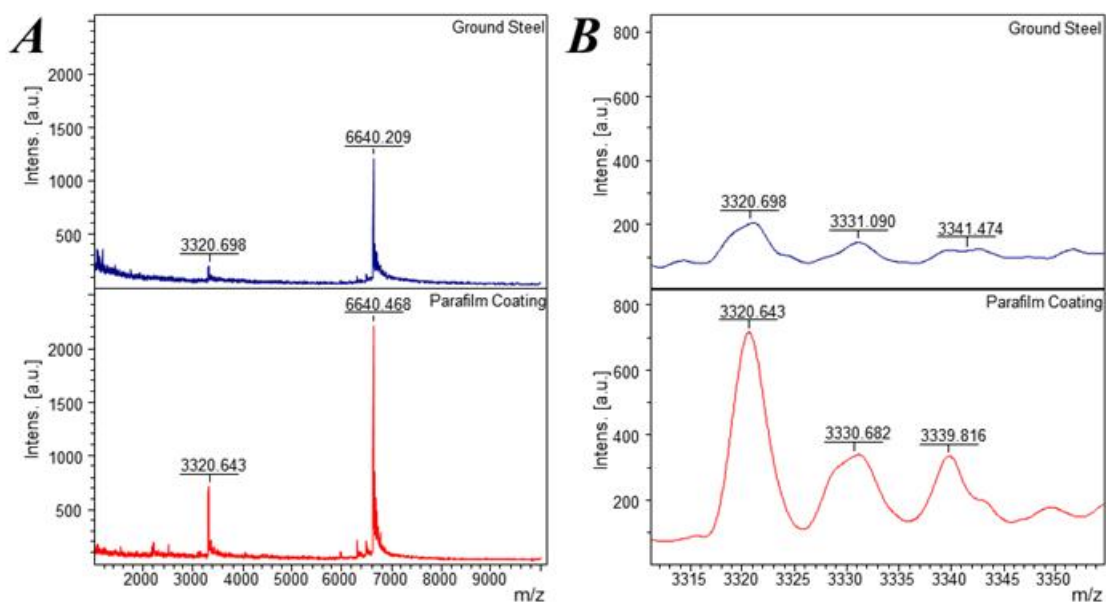 A
Ground Steel
Intens. [a.u.]
2000
1500
1000
500
3320.698
6640.209
Parafilm Coating
Intens. [a.u.]
2000
1500
1000
500
3320.643
6640.468
2000 3000 4000 5000 6000 7000 8000 9000
m/z
B
Ground Steel
Intens. [a.u.]
800
600
400
200
3320.698
3331.090
3341.474
Parafilm Coating
Intens. [a.u.]
800
600
400
200
3320.643
3330.682
3339.816
3315 3320 3325 3330 3335 3340 3345 3350
m/z